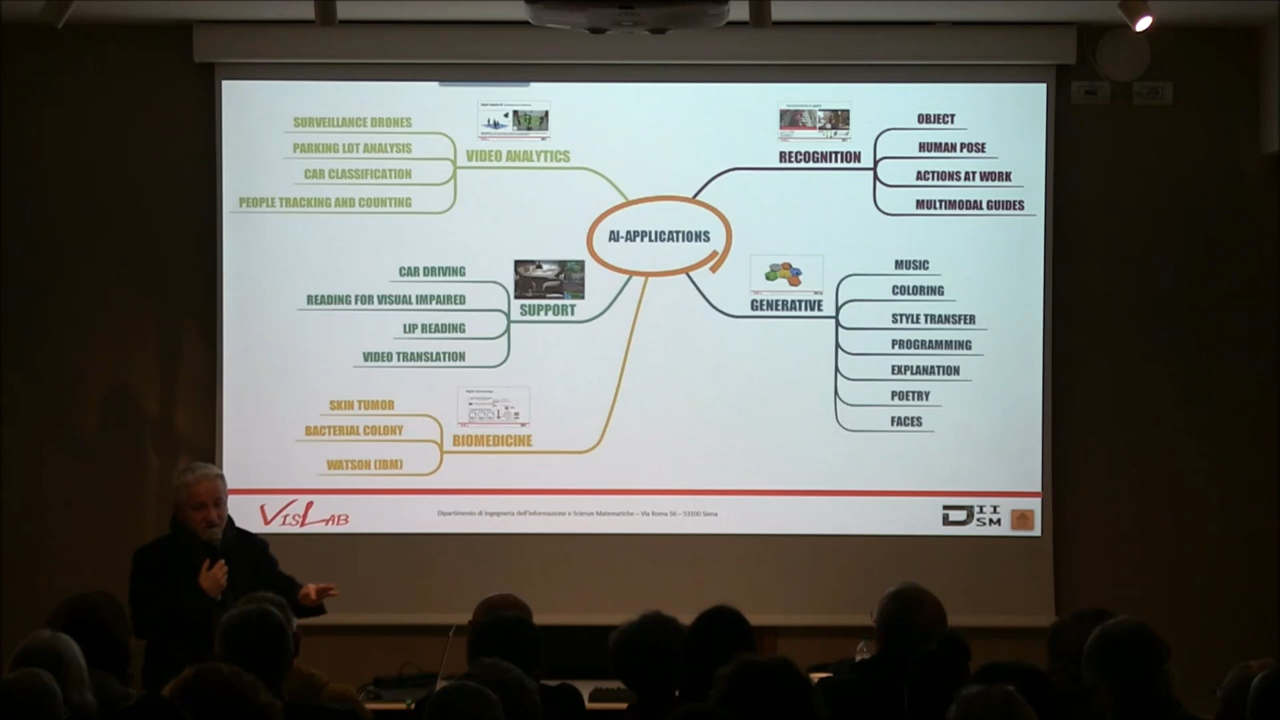 SURVEILLANCE DRONES
PARKING LOT ANALYSIS
CAR CLASSIFICATION
PEOPLE TRACKING AND COUNTING
VIDEO ANALYTICS
RECOGNITION
OBJECT
HUMAN POSE
ACTIONS AT WORK
MULTIMODAL GUIDES
AI-APPLICATIONS
CAR DRIVING
READING FOR VISUAL IMPAIRED
LIP READING
VIDEO TRANSLATION
SUPPORT
GENERATIVE
MUSIC
COLORING
STYLE TRANSFER
PROGRAMMING
EXPLANATION
POETRY
FACES
SKIN TUMOR
BACTERIAL COLONY
WATSON (IBM)
BIOMEDICINE
VISLAB
Dipartimento di Ingegneria dell'Informazione e Scienze Matematiche – Via Roma 56 – 53100 Siena
DIISM